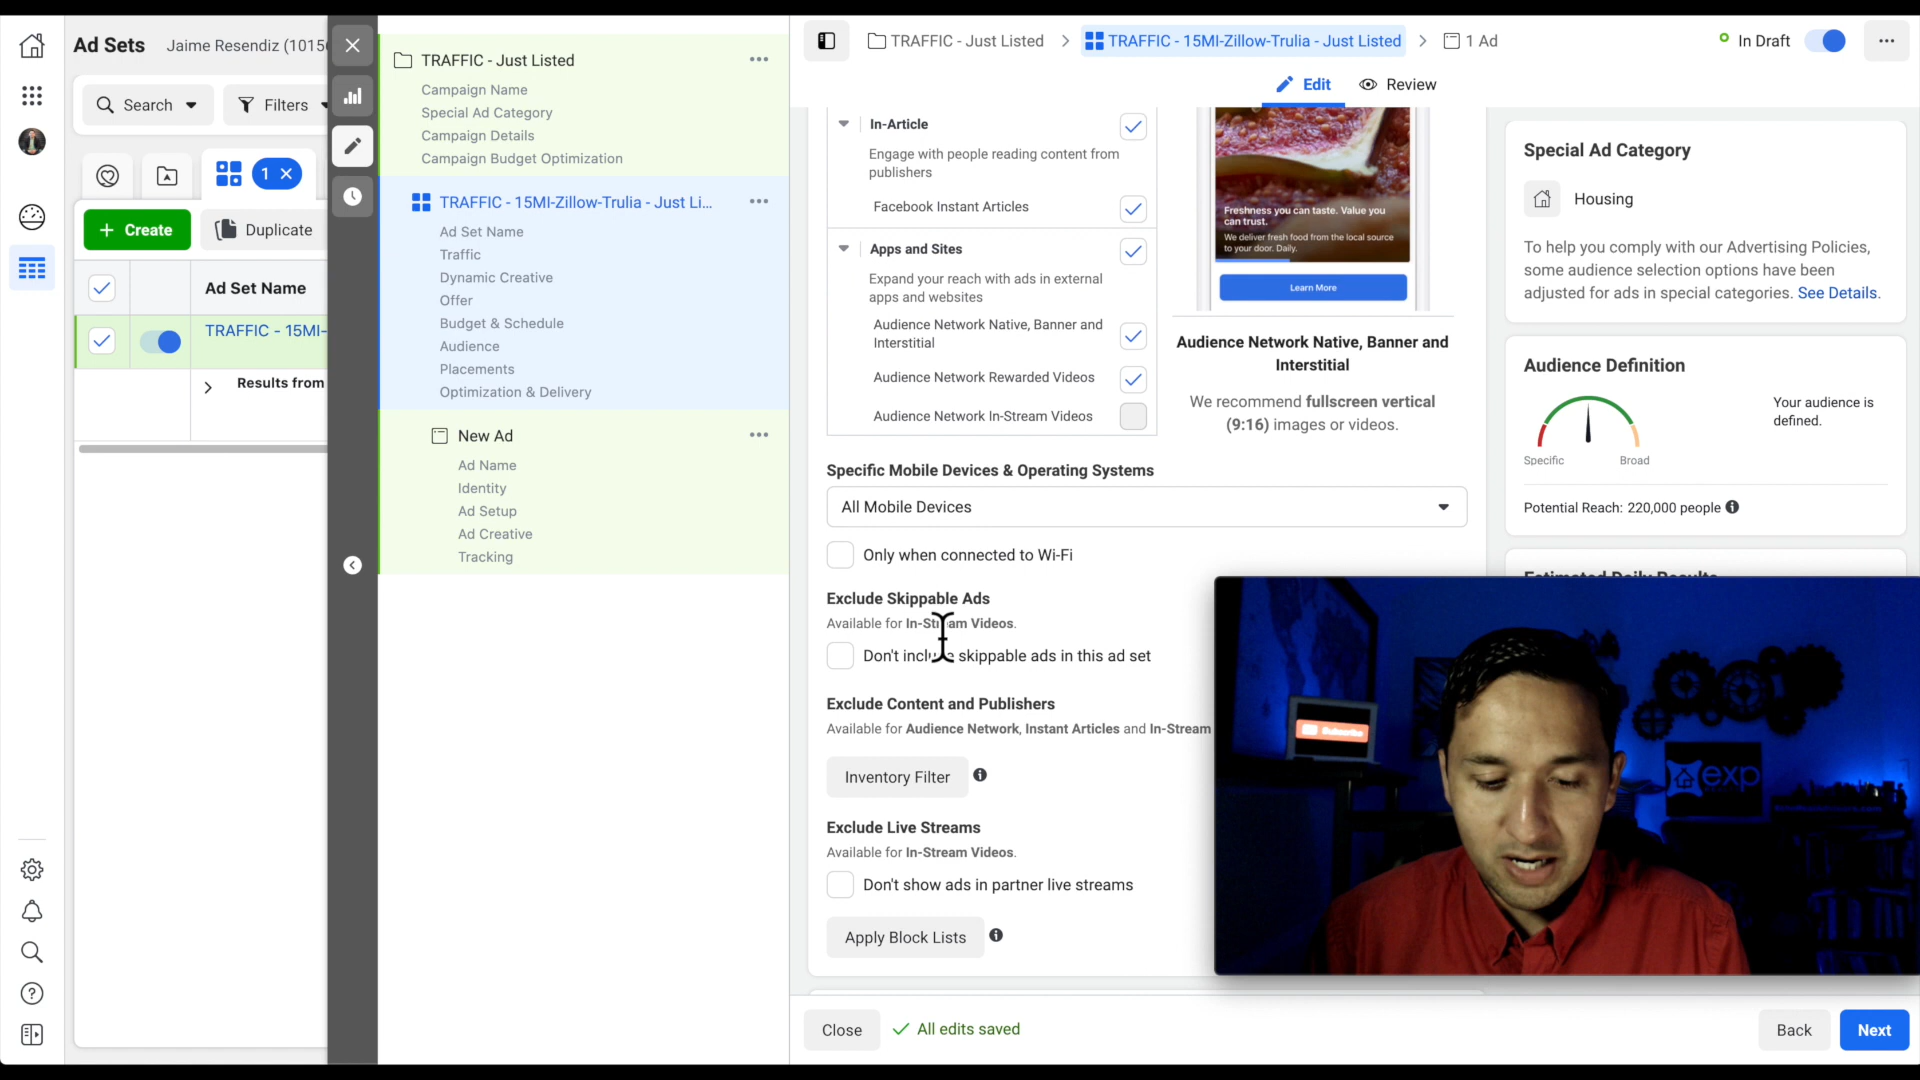 Ad Sets
Jaime Resendiz (1015
Search
Filters
1
Create
Duplicate
Ad Set Name
TRAFFIC - 15MI-
Results from
TRAFFIC - Just Listed
Campaign Name
Special Ad Category
Campaign Details
Campaign Budget Optimization
TRAFFIC - 15MI-Zillow-Trulia - Just Li...
Ad Set Name
Traffic
Dynamic Creative
Offer
Budget & Schedule
Audience
Placements
Optimization & Delivery
New Ad
Ad Name
Identity
Ad Setup
Ad Creative
Tracking
TRAFFIC - Just Listed
TRAFFIC - 15MI-Zillow-Trulia - Just Listed
1 Ad
In Draft
Edit
Review
In-Article
Engage with people reading content from
publishers
Facebook Instant Articles
Apps and Sites
Expand your reach with ads in external
apps and websites
Audience Network Native, Banner and
Interstitial
Audience Network Rewarded Videos
Audience Network In-Stream Videos
Freshness you can taste. Value you
can trust.
We deliver fresh food from the local source
to your door. Daily.
Learn More
Audience Network Native, Banner and
Interstitial
We recommend fullscreen vertical
(9:16) images or videos.
Specific Mobile Devices & Operating Systems
All Mobile Devices
Only when connected to Wi-Fi
Exclude Skippable Ads
Available for In-Stream Videos.
Don't include skippable ads in this ad set
Exclude Content and Publishers
Available for Audience Network, Instant Articles and In-Stream
Inventory Filter
Exclude Live Streams
Available for In-Stream Videos.
Don't show ads in partner live streams
Apply Block Lists
Special Ad Category
Housing
To help you comply with our Advertising Policies,
some audience selection options have been
adjusted for ads in special categories. See Details.
Audience Definition
Your audience is
defined.
Specific
Broad
Potential Reach: 220,000 people
Estimated Daily Results
Subscribe
exp
Close
All edits saved
Back
Next